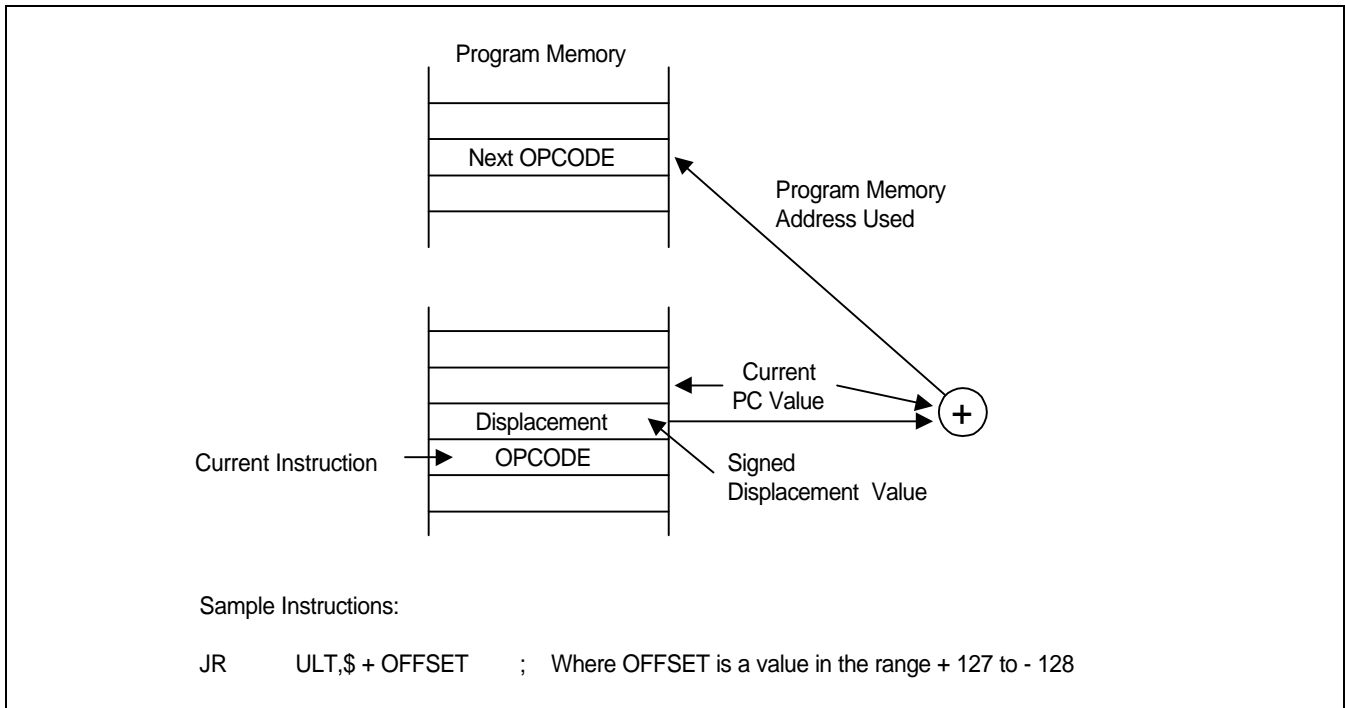 Program Memory
Next OPCODE
Program Memory
Address Used
Current
PC Value
+
Displacement
Current Instruction
OPCODE
Signed
Displacement Value
Sample Instructions:
JR ULT,$ + OFFSET ; Where OFFSET is a value in the range + 127 to - 128